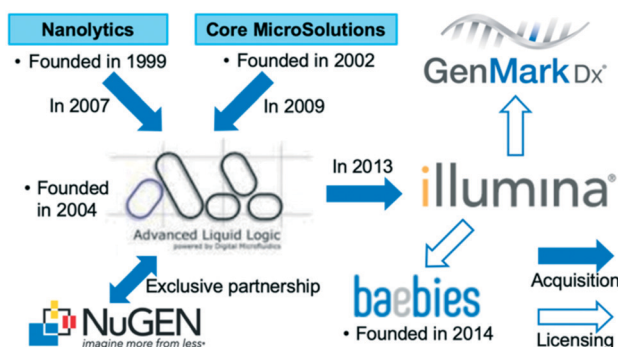 Nanolytics
Core MicroSolutions
• Founded in 1999
• Founded in 2002
In 2007
In 2009
GenMark Dx®
• Founded
in 2004
Advanced Liquid Logic
powered by Digital Microfluidics
In 2013
illumina®
Exclusive partnership
NuGEN
imagine more from less•
baebies
• Founded in 2014
Acquisition
Licensing